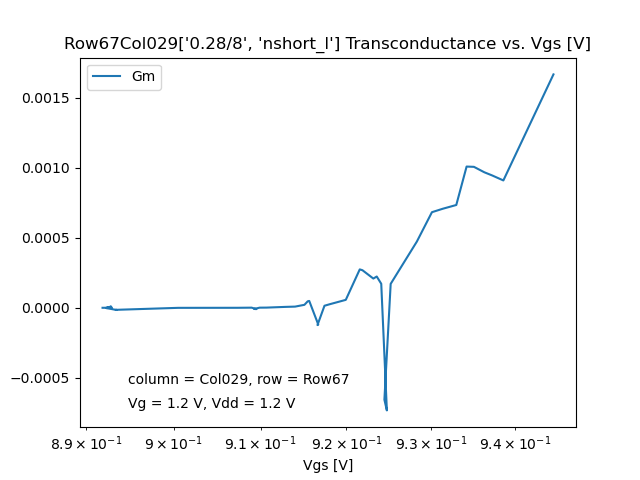 Row67Col029['0.28/8', 'nshort_l'] Transconductance vs. Vgs [V]
Gm
0.0015
0.0010
0.0005
0.0000
−0.0005
column = Col029, row = Row67
Vg = 1.2 V, Vdd = 1.2 V
8.9 × 10⁻¹ 9 × 10⁻¹ 9.1 × 10⁻¹ 9.2 × 10⁻¹ 9.3 × 10⁻¹ 9.4 × 10⁻¹
Vgs [V]